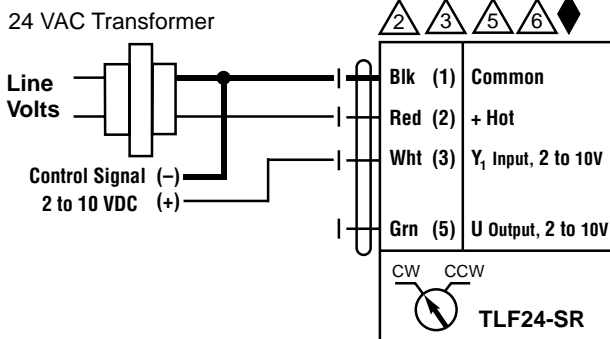 24 VAC Transformer
2 3 5 6
Line
Volts
Blk (1) Common
Red (2) + Hot
Wht (3) Y1 Input, 2 to 10V
Control Signal (–)
2 to 10 VDC (+)
Grn (5) U Output, 2 to 10V
CW CCW
TLF24-SR